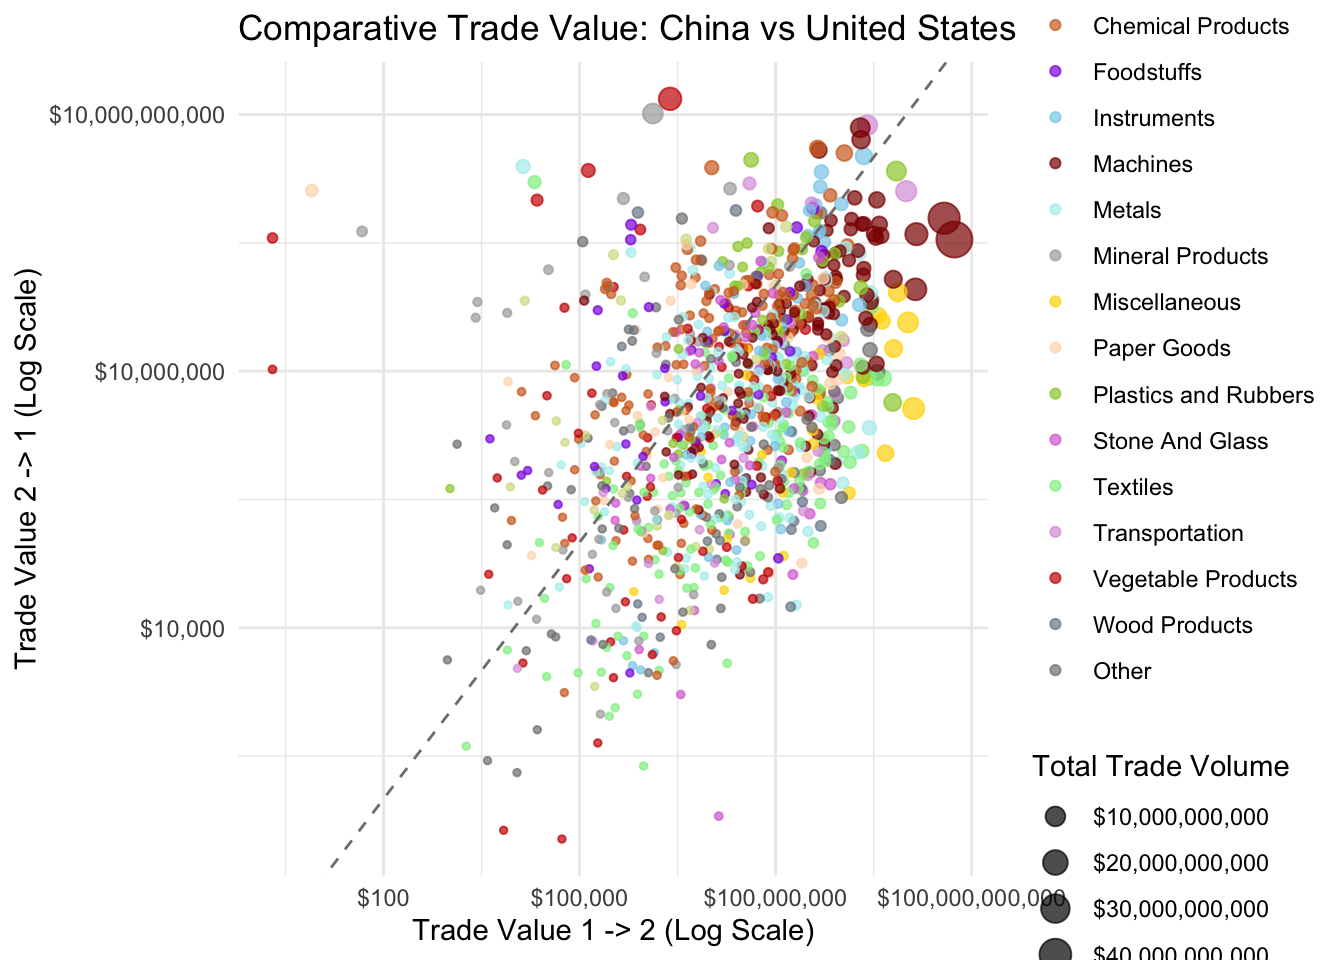 Comparative Trade Value: China vs United States
Trade Value 2 -> 1 (Log Scale)
$10,000,000,000
$10,000,000
$10,000
$100
$100,000
$100,000,000
$100,000,000,000
Trade Value 1 -> 2 (Log Scale)
Chemical Products
Foodstuffs
Instruments
Machines
Metals
Mineral Products
Miscellaneous
Paper Goods
Plastics and Rubbers
Stone And Glass
Textiles
Transportation
Vegetable Products
Wood Products
Other
Total Trade Volume
$10,000,000,000
$20,000,000,000
$30,000,000,000
$40,000,000,000